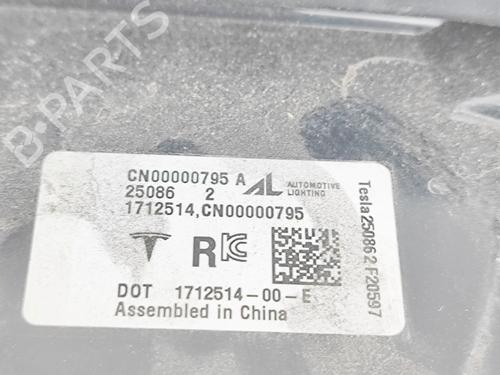 B-PARTS
CN00000795 A
25086 2
AL AUTOMOTIVE LIGHTING
1712514,CN00000795
R
DOT 1712514-00-E
Assembled in China
Tesla 25086 2 F20597